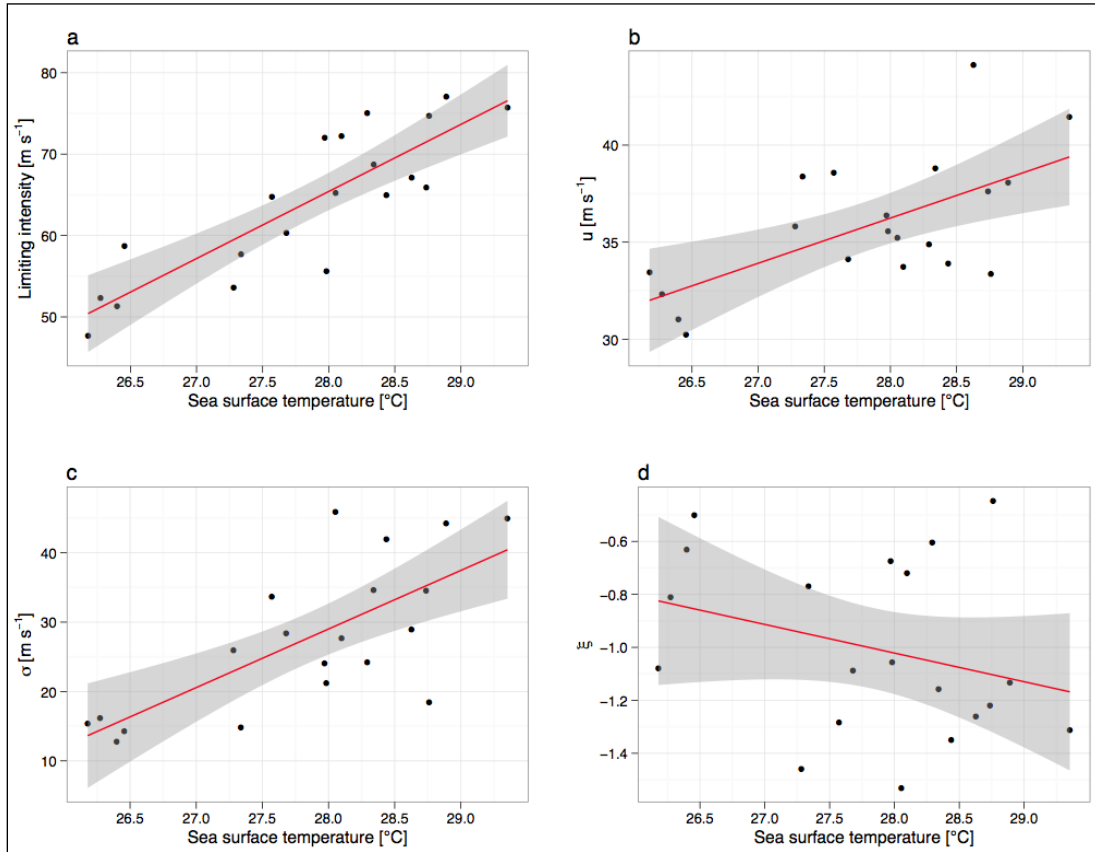 a
80
70
60
50
Limiting intensity [m s⁻¹]
26.5 27.0 27.5 28.0 28.5 29.0
Sea surface temperature [°C]
b
40
35
30
u [m s⁻¹]
26.5 27.0 27.5 28.0 28.5 29.0
Sea surface temperature [°C]
c
40
30
20
10
σ [m s⁻¹]
26.5 27.0 27.5 28.0 28.5 29.0
Sea surface temperature [°C]
d
−0.6
−0.8
−1.0
−1.2
−1.4
ξ
26.5 27.0 27.5 28.0 28.5 29.0
Sea surface temperature [°C]